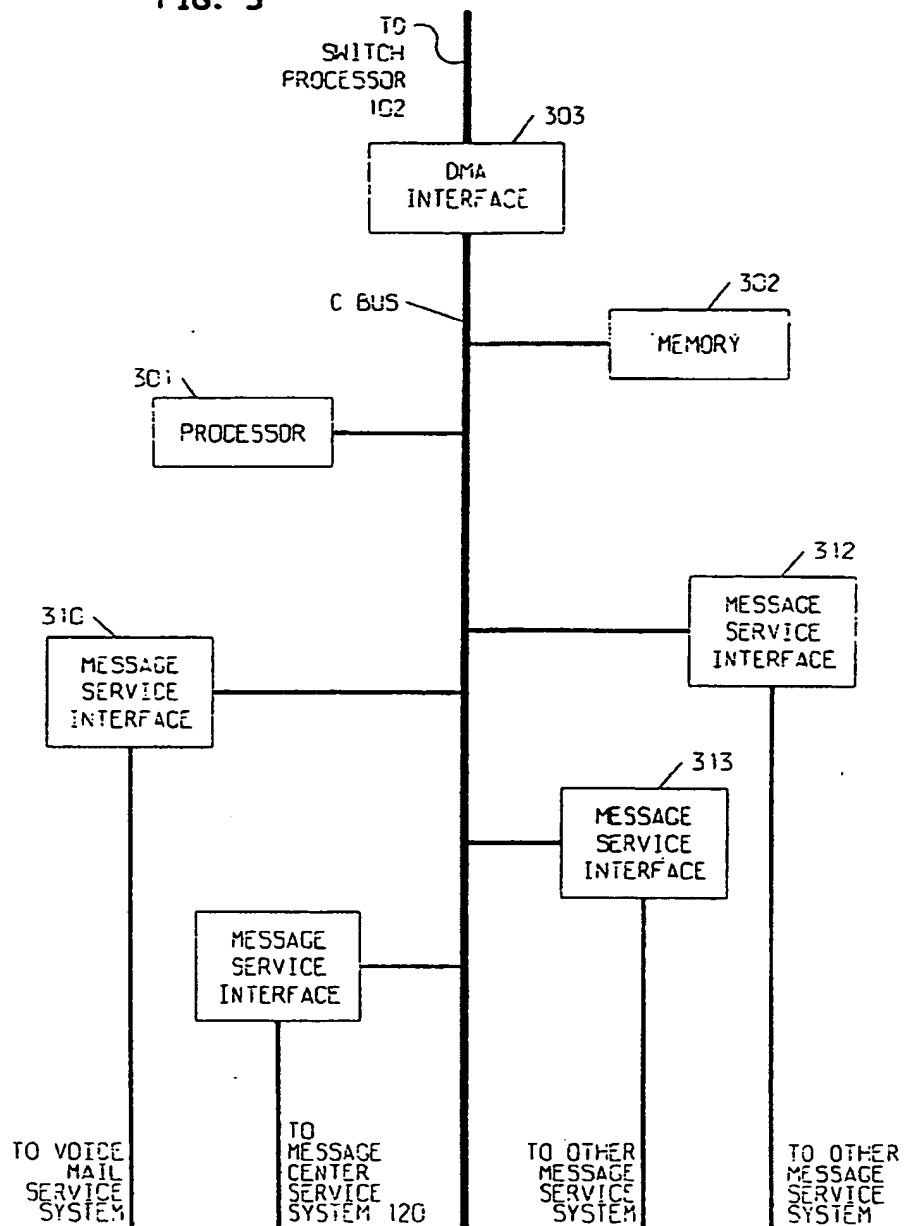 FIG. 3
TO
SWITCH
PROCESSOR
102
303
DMA
INTERFACE
C BUS
302
MEMORY
301
PROCESSOR
312
MESSAGE
SERVICE
INTERFACE
310
MESSAGE
SERVICE
INTERFACE
313
MESSAGE
SERVICE
INTERFACE
MESSAGE
SERVICE
INTERFACE
TO VOICE
MAIL
SERVICE
SYSTEM
TO
MESSAGE
CENTER
SERVICE
SYSTEM 120
TO OTHER
MESSAGE
SERVICE
SYSTEM
TO OTHER
MESSAGE
SERVICE
SYSTEM